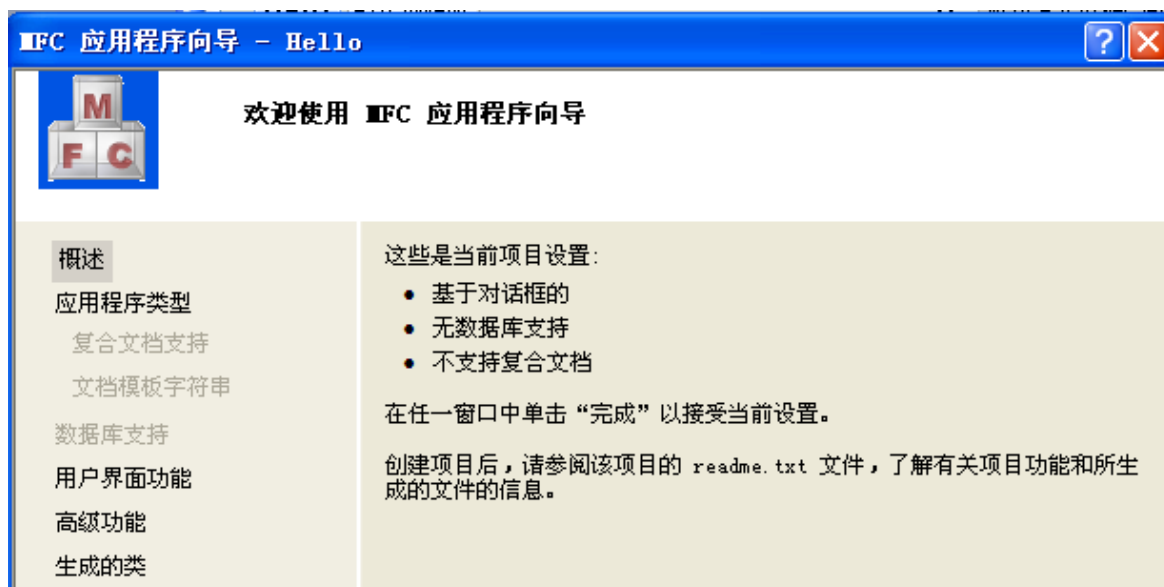 MFC 应用程序向导 - Hello
M
F C
欢迎使用 MFC 应用程序向导
概述
应用程序类型
复合文档支持
文档模板字符串
数据库支持
用户界面功能
高级功能
生成的类
这些是当前项目设置:
• 基于对话框的
• 无数据库支持
• 不支持复合文档
在任一窗口中单击“完成”以接受当前设置。
创建项目后,请参阅该项目的 readme.txt 文件,了解有关项目功能和所生
成的文件的信息。